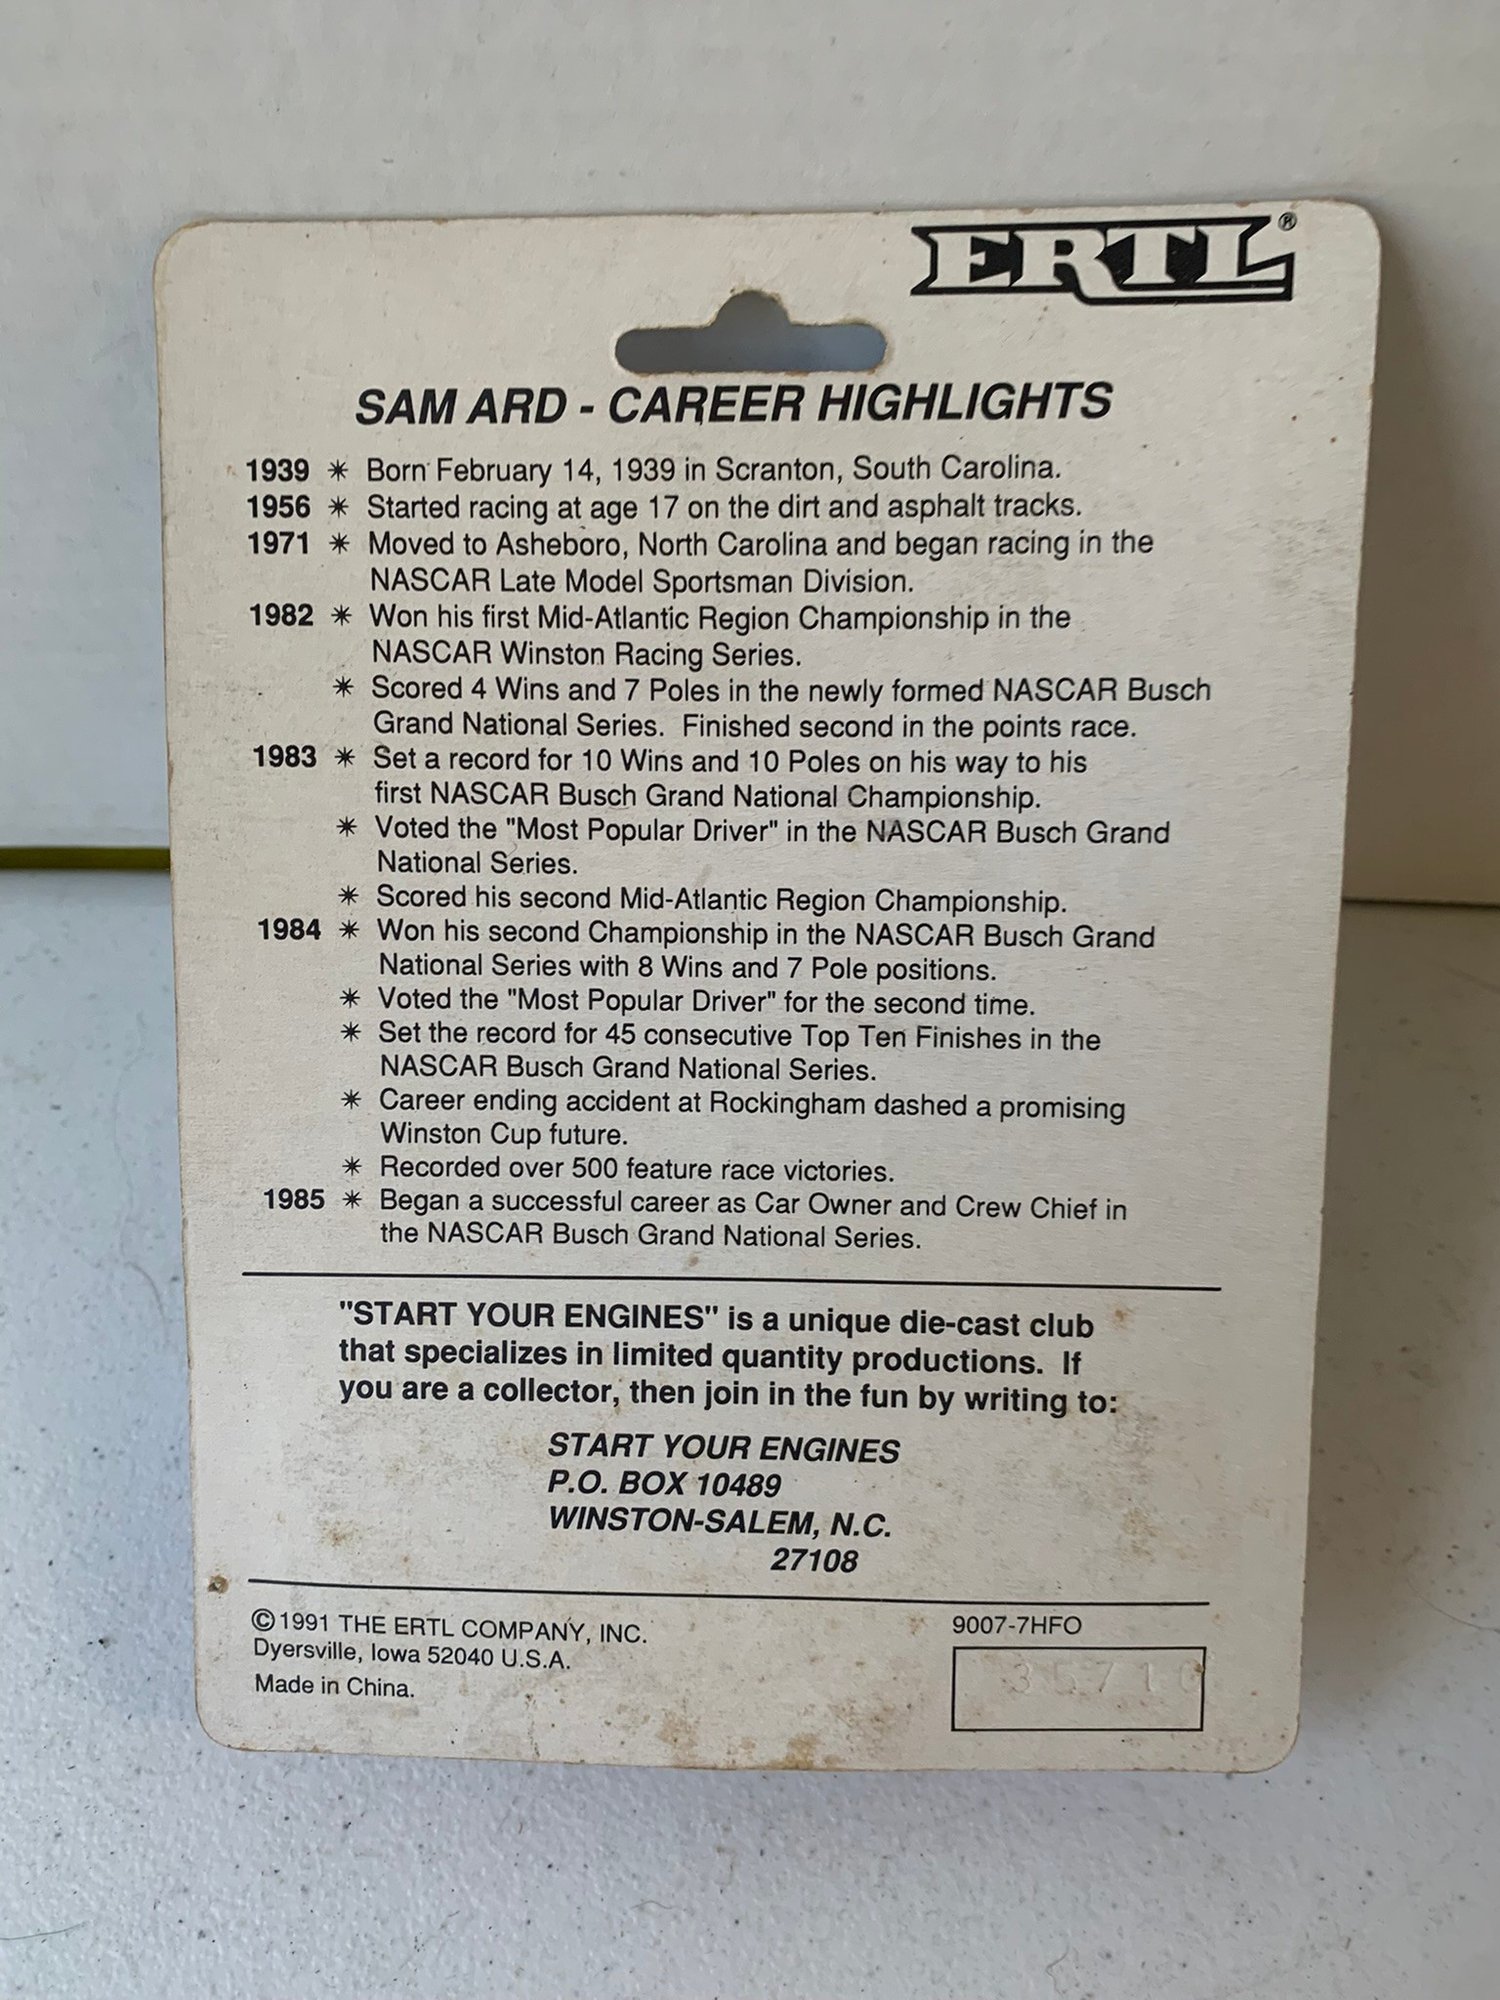 ERTL®
SAM ARD - CAREER HIGHLIGHTS
1939 ✴ Born February 14, 1939 in Scranton, South Carolina.
1956 ✴ Started racing at age 17 on the dirt and asphalt tracks.
1971 ✴ Moved to Asheboro, North Carolina and began racing in the
NASCAR Late Model Sportsman Division.
1982 ✴ Won his first Mid-Atlantic Region Championship in the
NASCAR Winston Racing Series.
✴ Scored 4 Wins and 7 Poles in the newly formed NASCAR Busch
Grand National Series. Finished second in the points race.
1983 ✴ Set a record for 10 Wins and 10 Poles on his way to his
first NASCAR Busch Grand National Championship.
✴ Voted the "Most Popular Driver" in the NASCAR Busch Grand
National Series.
✴ Scored his second Mid-Atlantic Region Championship.
1984 ✴ Won his second Championship in the NASCAR Busch Grand
National Series with 8 Wins and 7 Pole positions.
✴ Voted the "Most Popular Driver" for the second time.
✴ Set the record for 45 consecutive Top Ten Finishes in the
NASCAR Busch Grand National Series.
✴ Career ending accident at Rockingham dashed a promising
Winston Cup future.
✴ Recorded over 500 feature race victories.
1985 ✴ Began a successful career as Car Owner and Crew Chief in
the NASCAR Busch Grand National Series.
"START YOUR ENGINES" is a unique die-cast club
that specializes in limited quantity productions. If
you are a collector, then join in the fun by writing to:
START YOUR ENGINES
P.O. BOX 10489
WINSTON-SALEM, N.C.
27108
©1991 THE ERTL COMPANY, INC.
Dyersville, Iowa 52040 U.S.A.
Made in China.
9007-7HFO